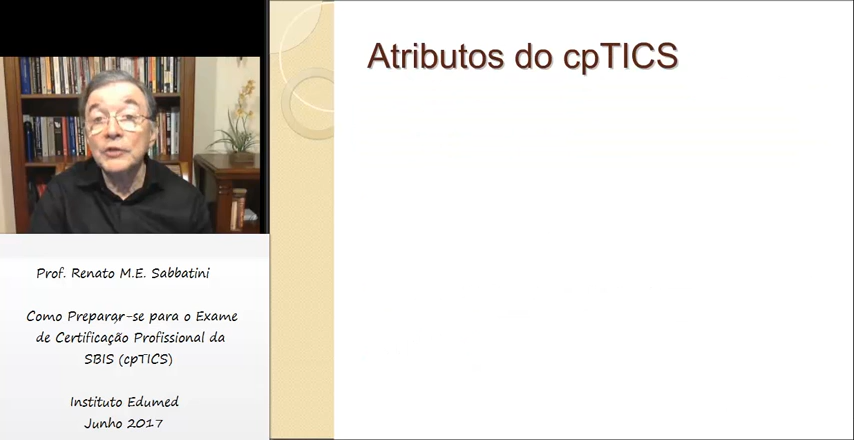 Atributos do cpTICS
Prof. Renato M.E. Sabbatini
Como Preparar-se para o Exame
de Certificação Profissional da
SBIS (cpTICS)
Instituto Edumed
Junho 2017